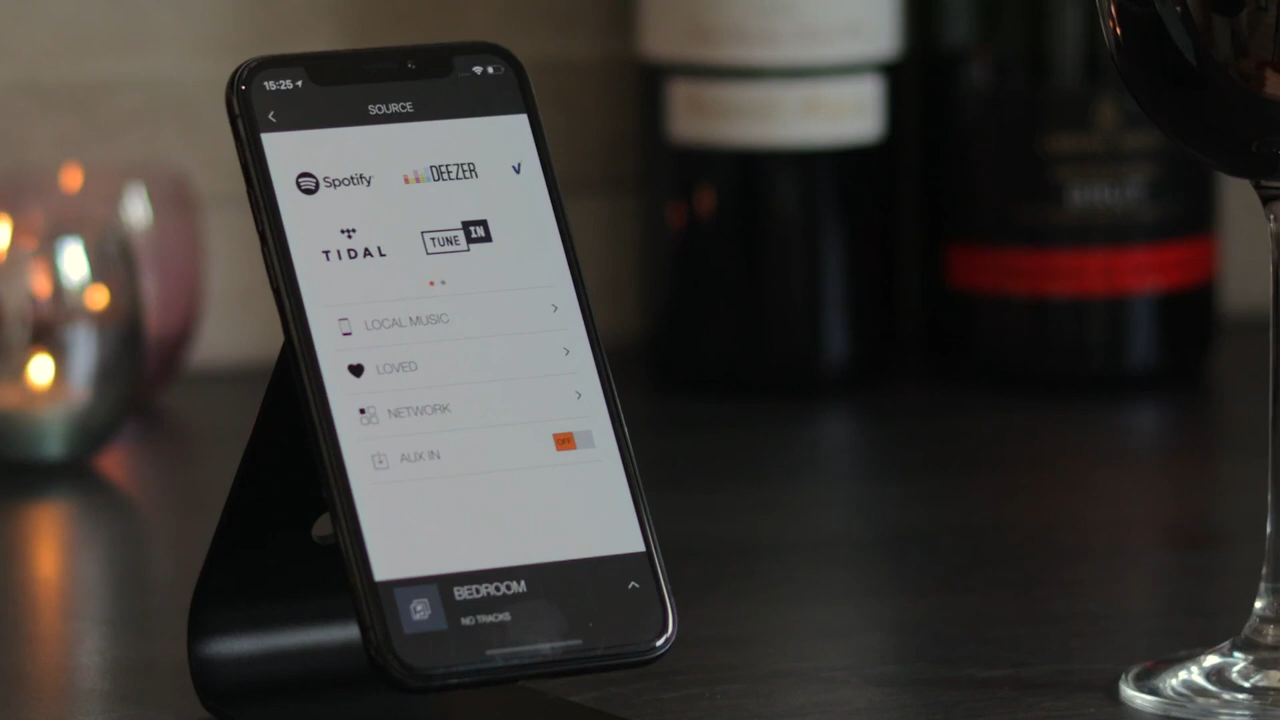 15:25
SOURCE
Spotify
DEEZER
TIDAL
TUNE IN
LOCAL MUSIC
LOVED
NETWORK
AUX IN
OFF
BEDROOM
NO TRACKS